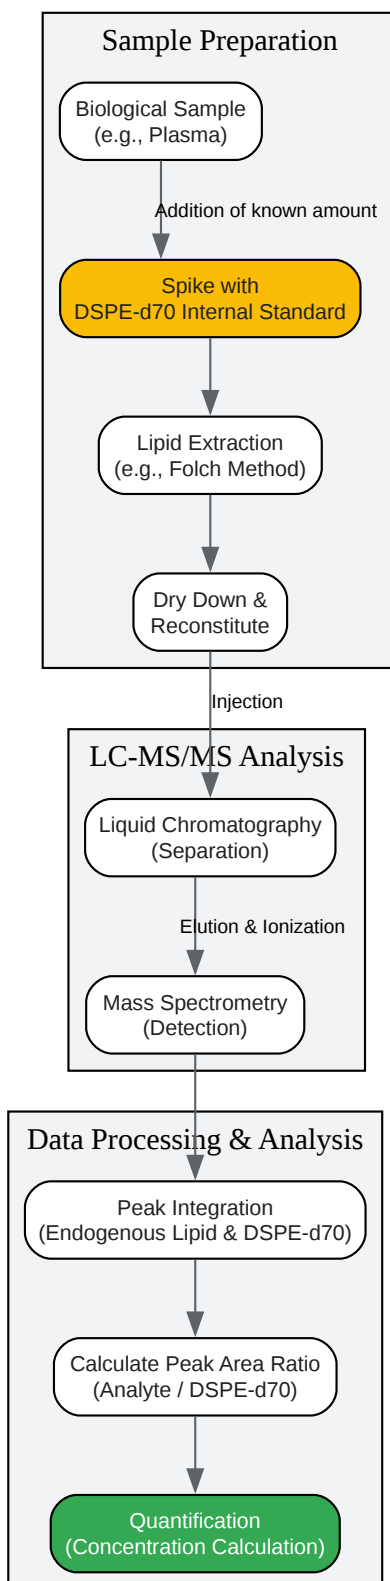 Sample Preparation
Biological Sample
(e.g., Plasma)
Addition of known amount
Spike with
DSPE-d70 Internal Standard
Lipid Extraction
(e.g., Folch Method)
Dry Down &
Reconstitute
Injection
LC-MS/MS Analysis
Liquid Chromatography
(Separation)
Elution & Ionization
Mass Spectrometry
(Detection)
Data Processing & Analysis
Peak Integration
(Endogenous Lipid & DSPE-d70)
Calculate Peak Area Ratio
(Analyte / DSPE-d70)
Quantification
(Concentration Calculation)